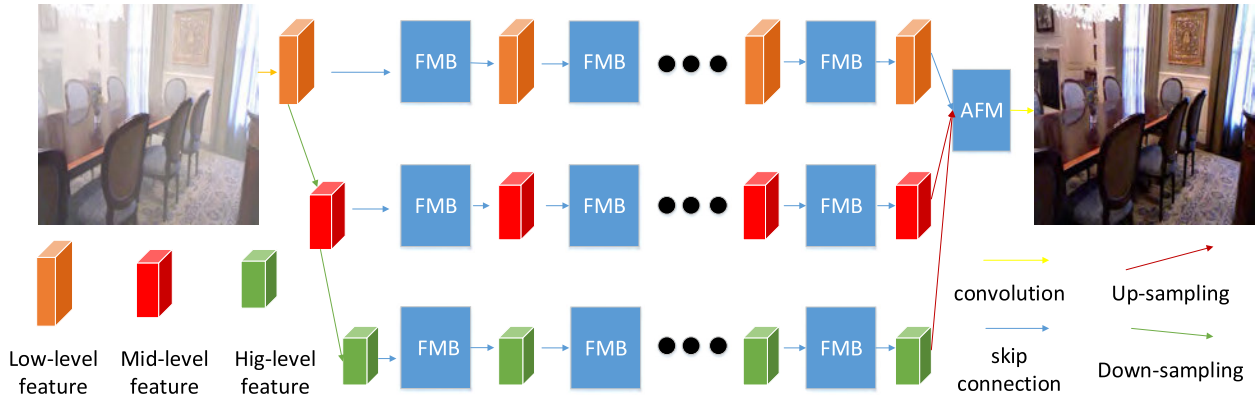 FMB
FMB
FMB
AFM
FMB
FMB
FMB
FMB
FMB
FMB
Low-level
feature
Mid-level
feature
Hig-level
feature
convolution
Up-sampling
skip
connection
Down-sampling